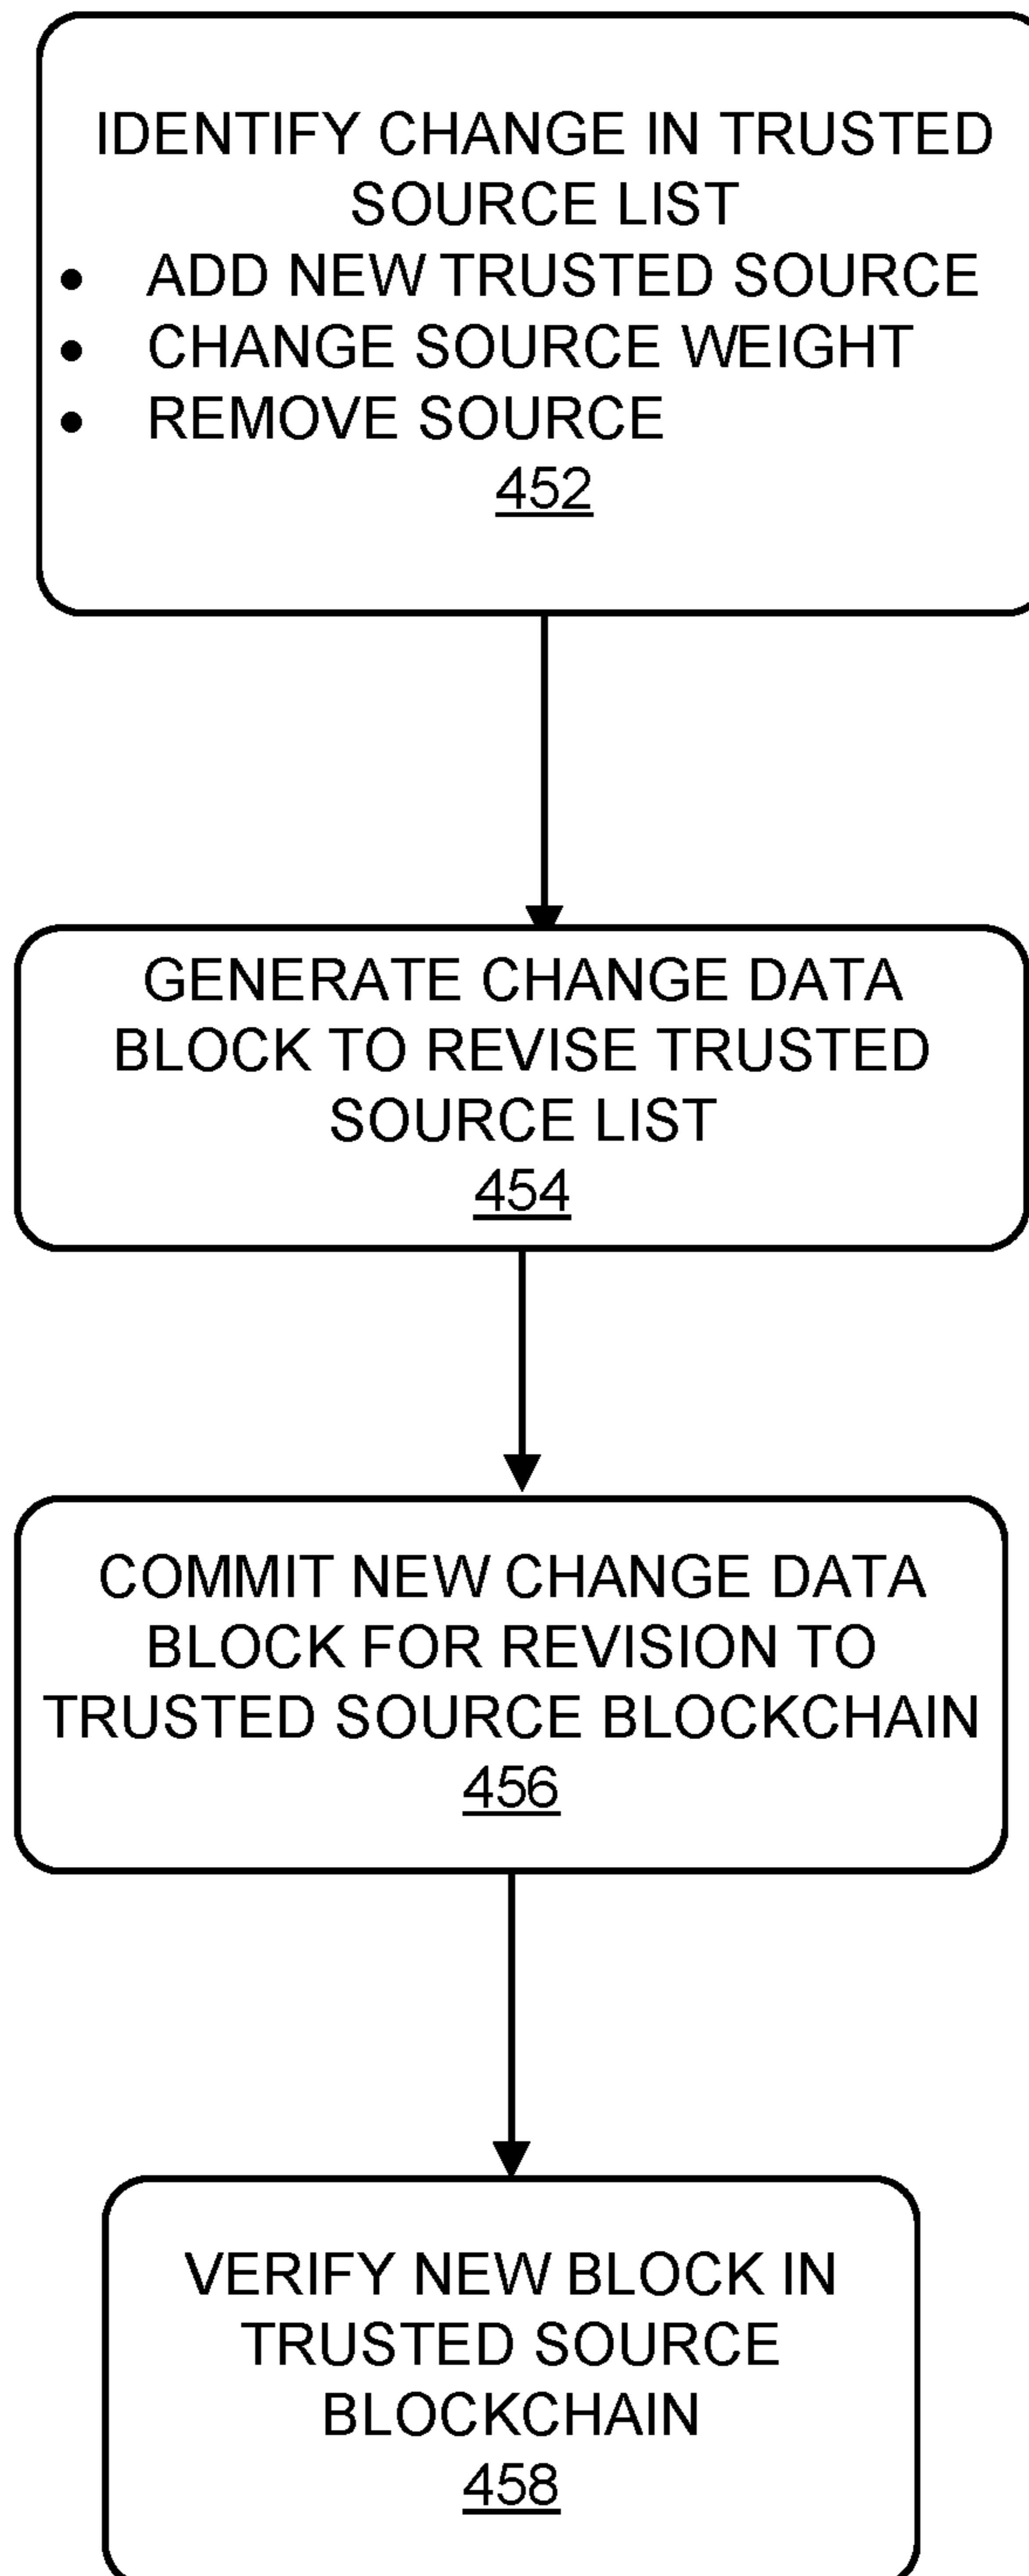 IDENTIFY CHANGE IN TRUSTED
SOURCE LIST
• ADD NEW TRUSTED SOURCE
• CHANGE SOURCE WEIGHT
• REMOVE SOURCE
452
GENERATE CHANGE DATA
BLOCK TO REVISE TRUSTED
SOURCE LIST
454
COMMIT NEW CHANGE DATA
BLOCK FOR REVISION TO
TRUSTED SOURCE BLOCKCHAIN
456
VERIFY NEW BLOCK IN
TRUSTED SOURCE
BLOCKCHAIN
458